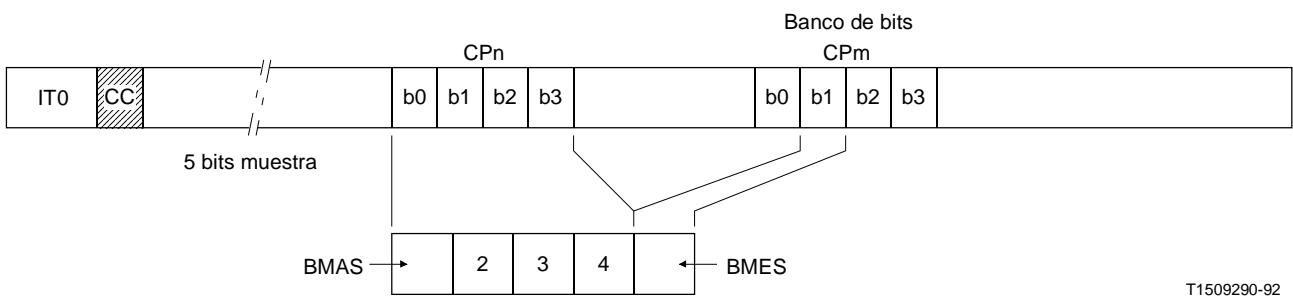 Banco de bits
CPn CPm
IT0 CC b0 b1 b2 b3 b0 b1 b2 b3
5 bits muestra
BMAS 2 3 4 BMES
T1509290-92